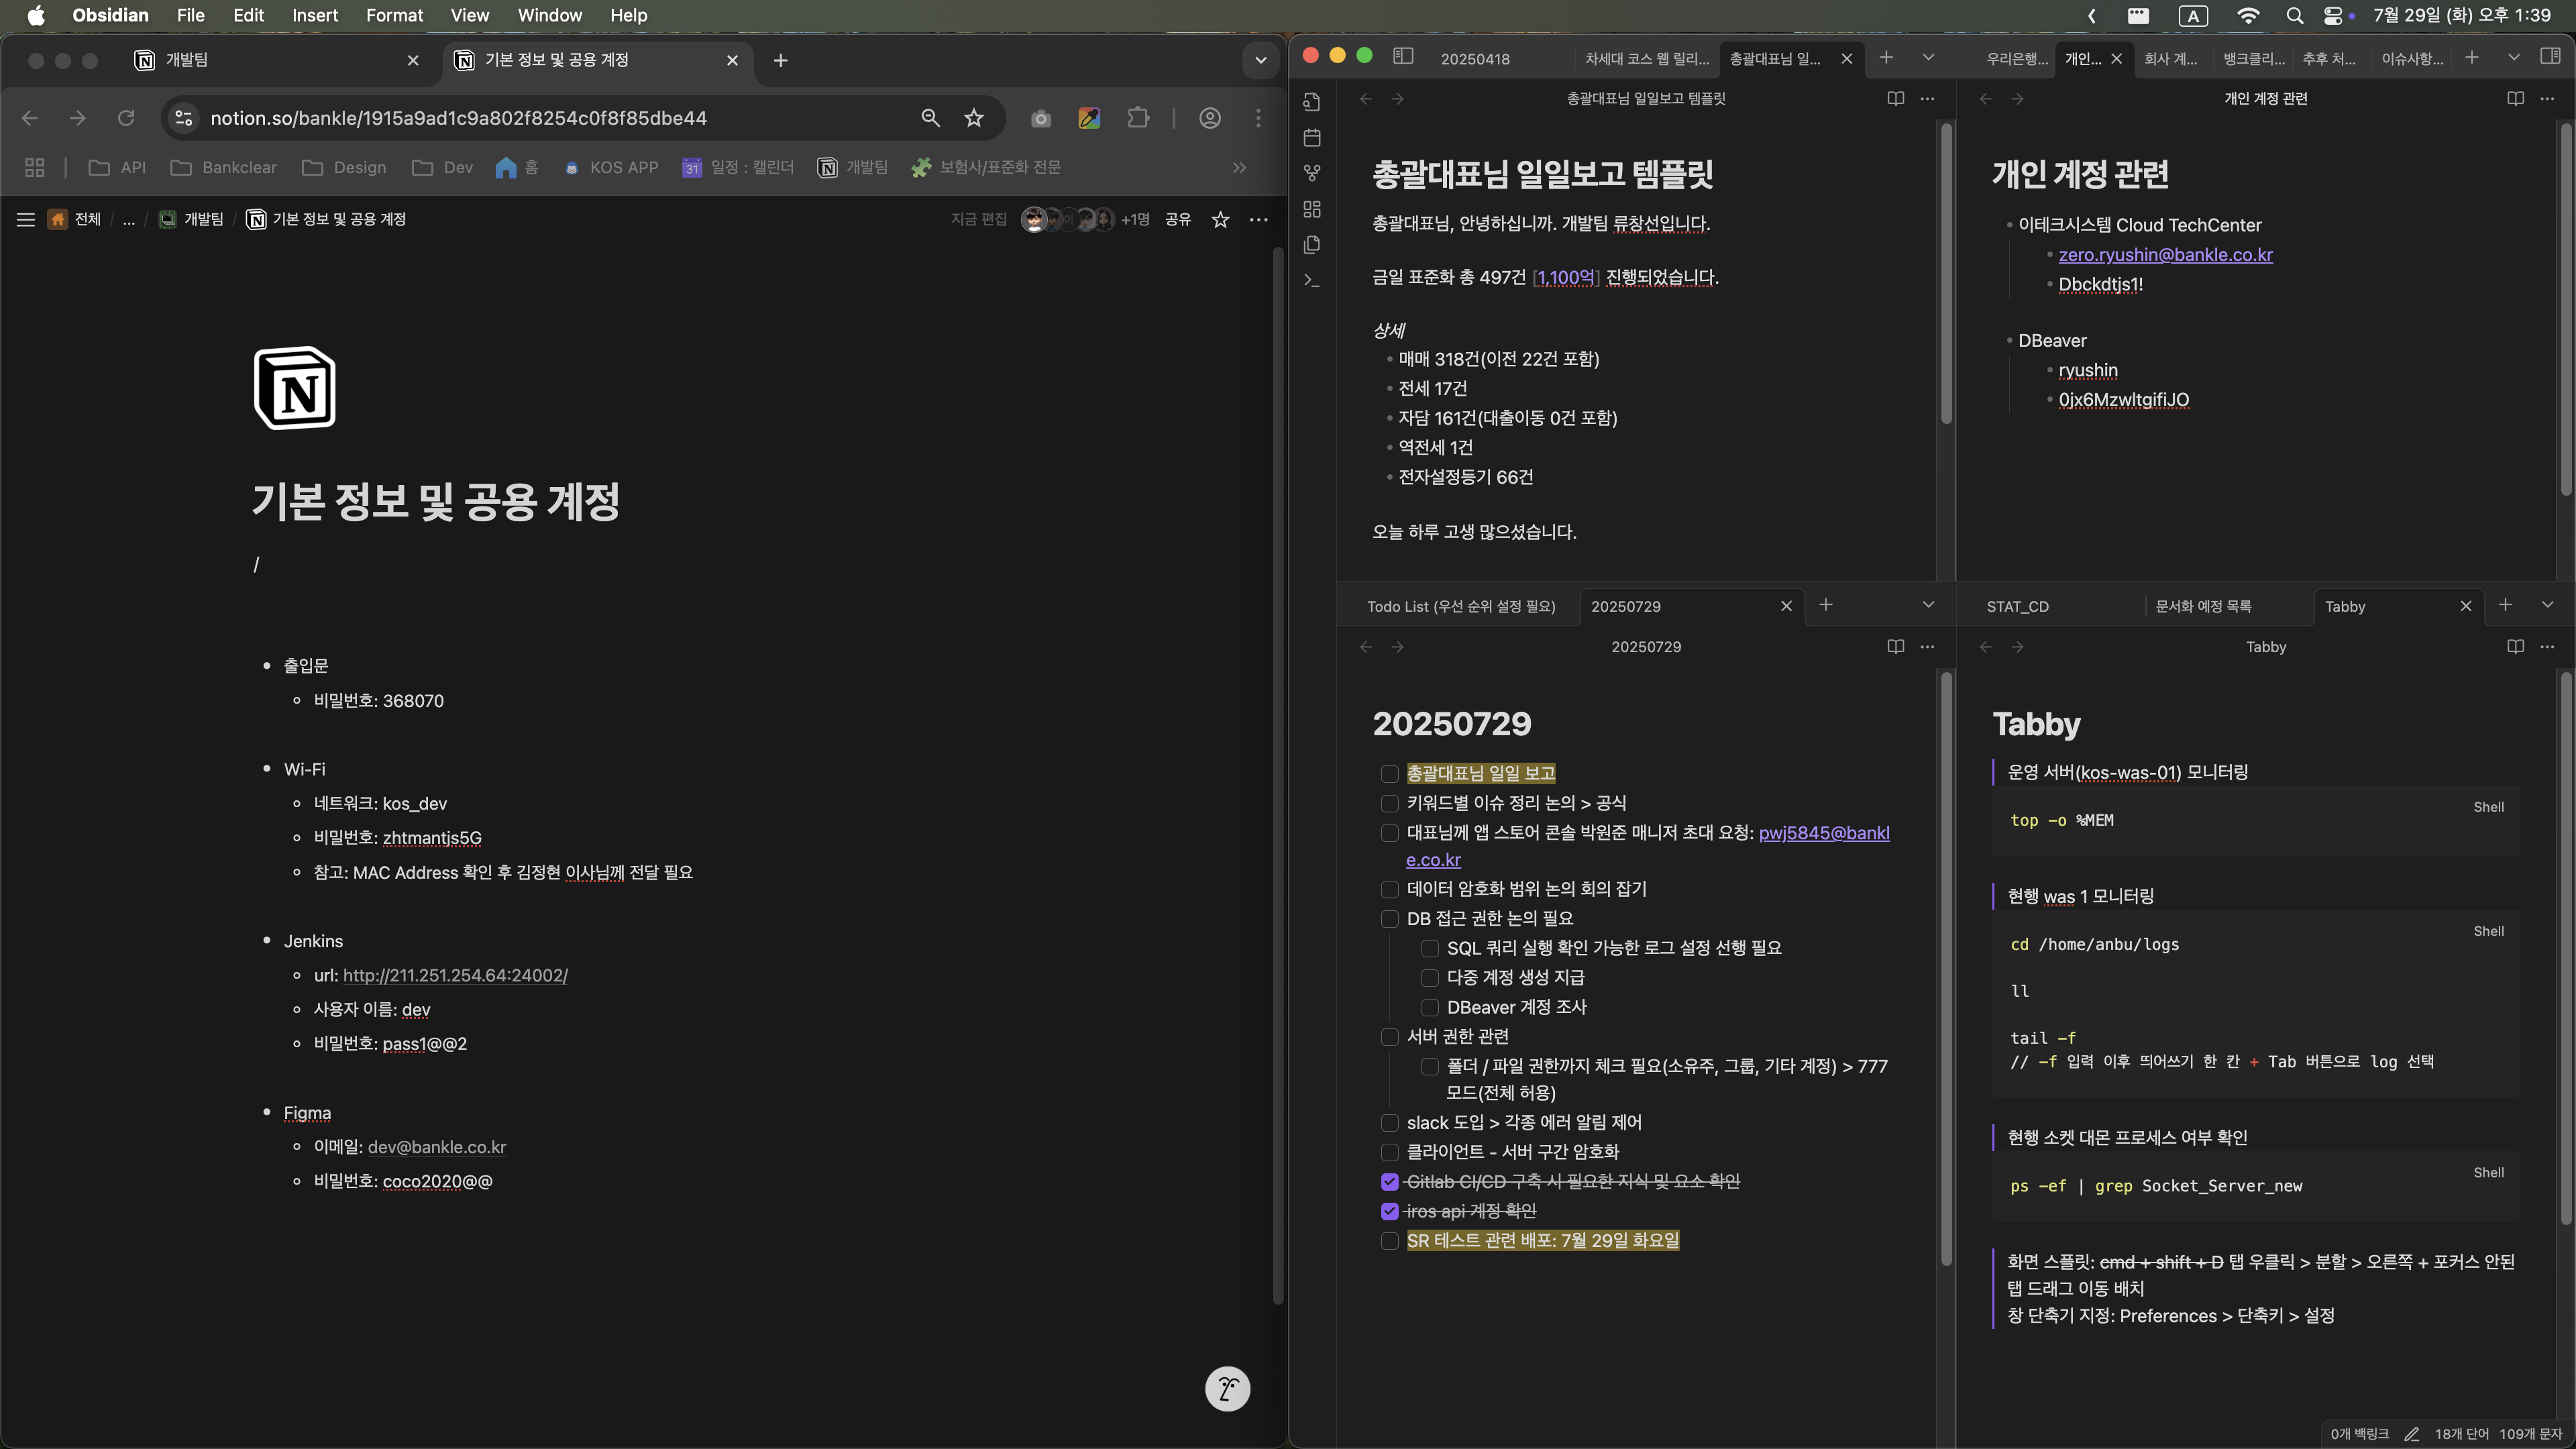 Obsidian File Edit Insert Format View Window Help
A 7월 29일 (화) 오후 1:39
개발팀
기본 정보 및 공용 계정
notion.so/bankle/1915a9ad1c9a802f8254c0f8f85dbe44
API Bankclear Design Dev 홈 KOS APP 31 일정 : 캘린더 개발팀 보험사/표준화 전문
전체 / ... / 개발팀 / 기본 정보 및 공용 계정
지금 편집 +1명 공유
기본 정보 및 공용 계정
/
출입문
비밀번호: 368070
Wi-Fi
네트워크: kos_dev
비밀번호: zhtmantjs5G
참고: MAC Address 확인 후 김정현 이사님께 전달 필요
Jenkins
url: http://211.251.254.64:24002/
사용자 이름: dev
비밀번호: pass1@@2
Figma
이메일: dev@bankle.co.kr
비밀번호: coco2020@@
20250418 차세대 코스 웹 릴리... 총괄대표님 일...
총괄대표님 일일보고 템플릿
총괄대표님 일일보고 템플릿
총괄대표님, 안녕하십니까. 개발팀 류창선입니다.
금일 표준화 총 497건 [1,100억] 진행되었습니다.
상세
매매 318건(이전 22건 포함)
전세 17건
자담 161건(대출이동 0건 포함)
역전세 1건
전자설정등기 66건
오늘 하루 고생 많으셨습니다.
우리은행... 개인... 회사 계... 뱅크클리... 추후 처... 이슈사항...
개인 계정 관련
개인 계정 관련
이테크시스템 Cloud TechCenter
zero.ryushin@bankle.co.kr
Dbckdtjs1!
DBeaver
ryushin
0jx6MzwltgifiJO
Todo List (우선 순위 설정 필요) 20250729
20250729
20250729
총괄대표님 일일 보고
키워드별 이슈 정리 논의 > 공식
대표님께 앱 스토어 콘솔 박원준 매니저 초대 요청: pwj5845@bankl
e.co.kr
데이터 암호화 범위 논의 회의 잡기
DB 접근 권한 논의 필요
SQL 쿼리 실행 확인 가능한 로그 설정 선행 필요
다중 계정 생성 지급
DBeaver 계정 조사
서버 권한 관련
폴더 / 파일 권한까지 체크 필요(소유주, 그룹, 기타 계정) > 777
모드(전체 허용)
slack 도입 > 각종 에러 알림 제어
클라이언트 - 서버 구간 암호화
Gitlab CI/CD 구축 시 필요한 지식 및 요소 확인
iros api 계정 확인
SR 테스트 관련 배포: 7월 29일 화요일
STAT_CD 문서화 예정 목록 Tabby
Tabby
Tabby
운영 서버(kos-was-01) 모니터링
Shell
top -o %MEM
현행 was 1 모니터링
Shell
cd /home/anbu/logs
ll
tail -f
// -f 입력 이후 띄어쓰기 한 칸 + Tab 버튼으로 log 선택
현행 소켓 대몬 프로세스 여부 확인
Shell
ps -ef | grep Socket_Server_new
화면 스플릿: cmd + shift + D 탭 우클릭 > 분할 > 오른쪽 + 포커스 안된
탭 드래그 이동 배치
창 단축기 지정: Preferences > 단축키 > 설정
0개 백링크 18개 단어 109개 문자